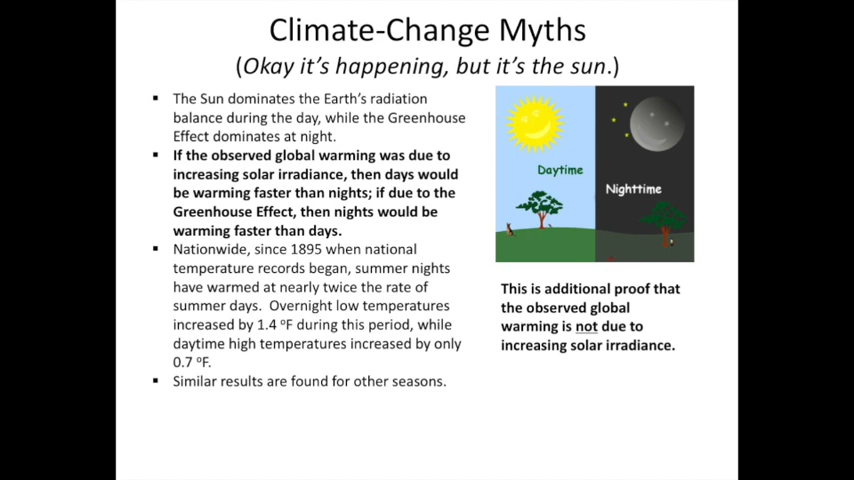 Climate-Change Myths
(Okay it's happening, but it's the sun.)
▪ The Sun dominates the Earth's radiation
balance during the day, while the Greenhouse
Effect dominates at night.
▪ If the observed global warming was due to
increasing solar irradiance, then days would
be warming faster than nights; if due to the
Greenhouse Effect, then nights would be
warming faster than days.
▪ Nationwide, since 1895 when national
temperature records began, summer nights
have warmed at nearly twice the rate of
summer days.  Overnight low temperatures
increased by 1.4 °F during this period, while
daytime high temperatures increased by only
0.7 °F.
▪ Similar results are found for other seasons.
Daytime
Nighttime
This is additional proof that
the observed global
warming is not due to
increasing solar irradiance.